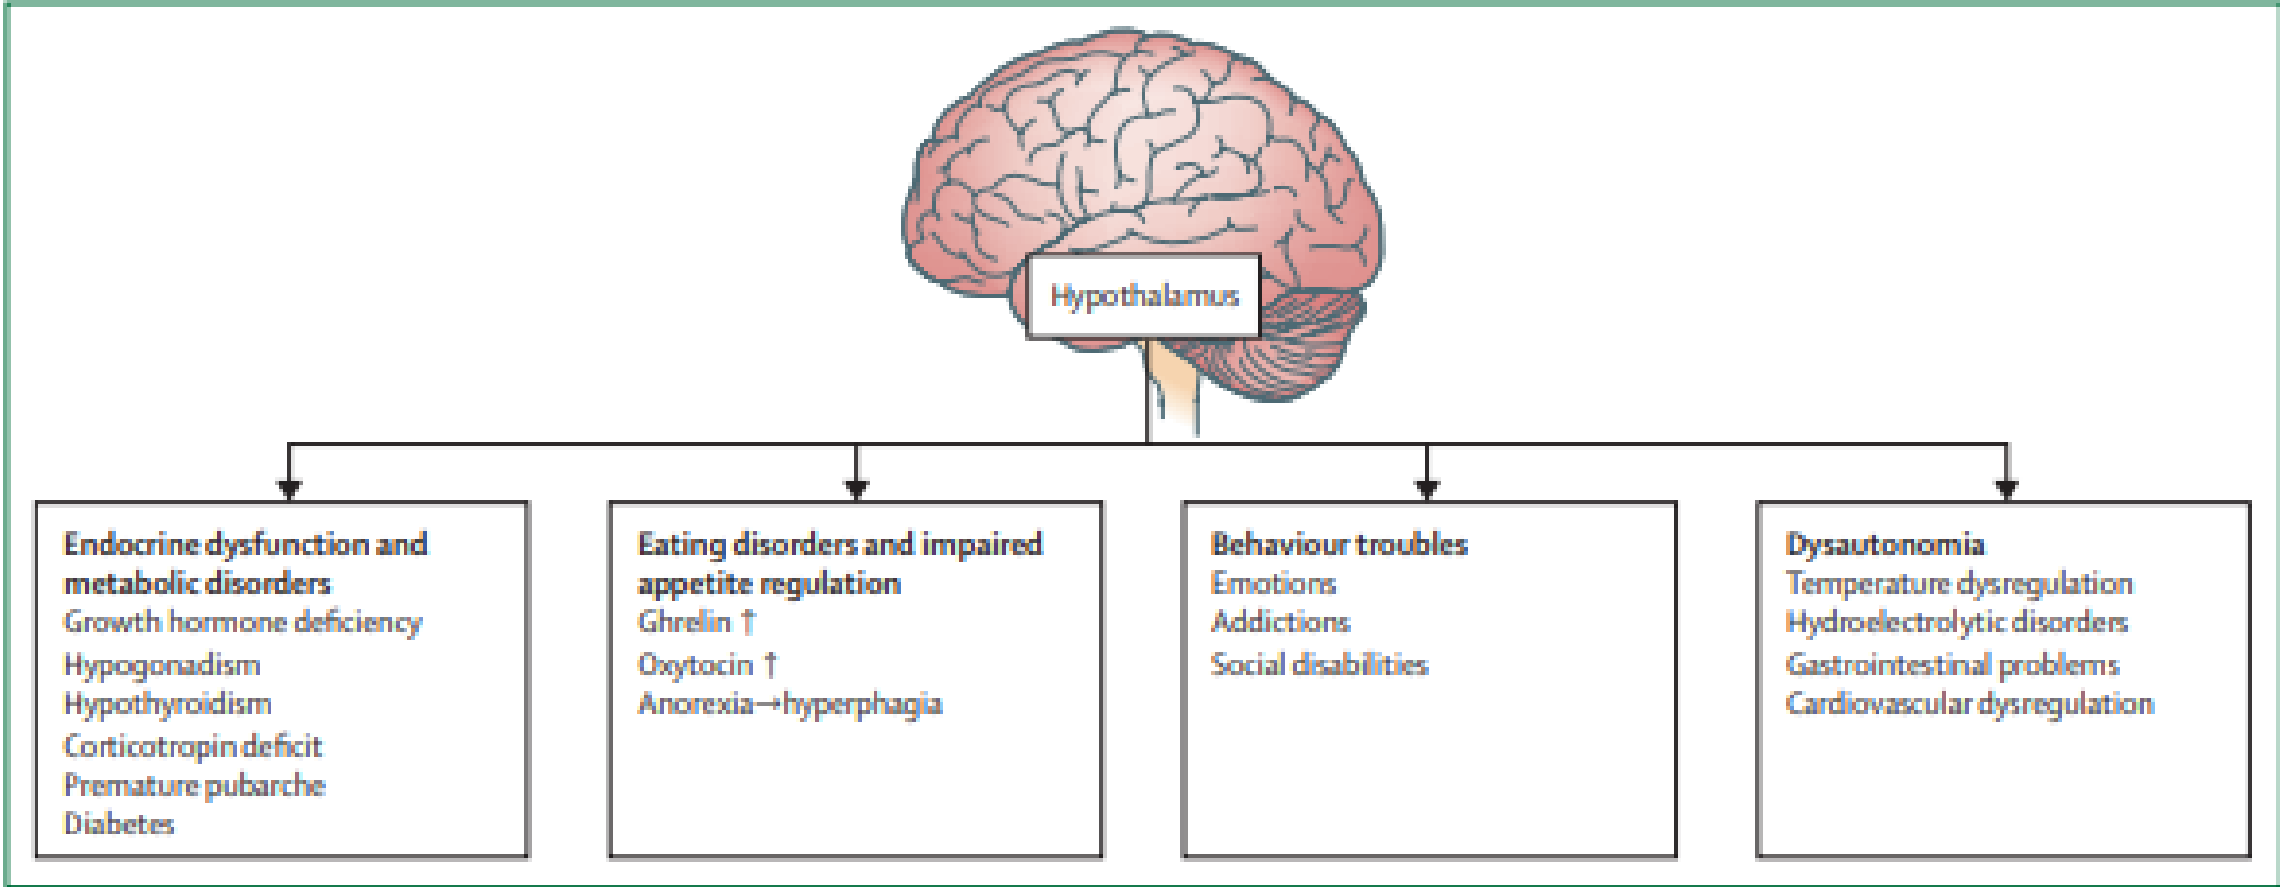 Hypothalamus
Endocrine dysfunction and
metabolic disorders
Growth hormone deficiency
Hypogonadism
Hypothyroidism
Corticotropin deficit
Premature pubarche
Diabetes
Eating disorders and impaired
appetite regulation
Ghrelin ↑
Oxytocin ↑
Anorexia→hyperphagia
Behaviour troubles
Emotions
Addictions
Social disabilities
Dysautonomia
Temperature dysregulation
Hydroelectrolytic disorders
Gastrointestinal problems
Cardiovascular dysregulation